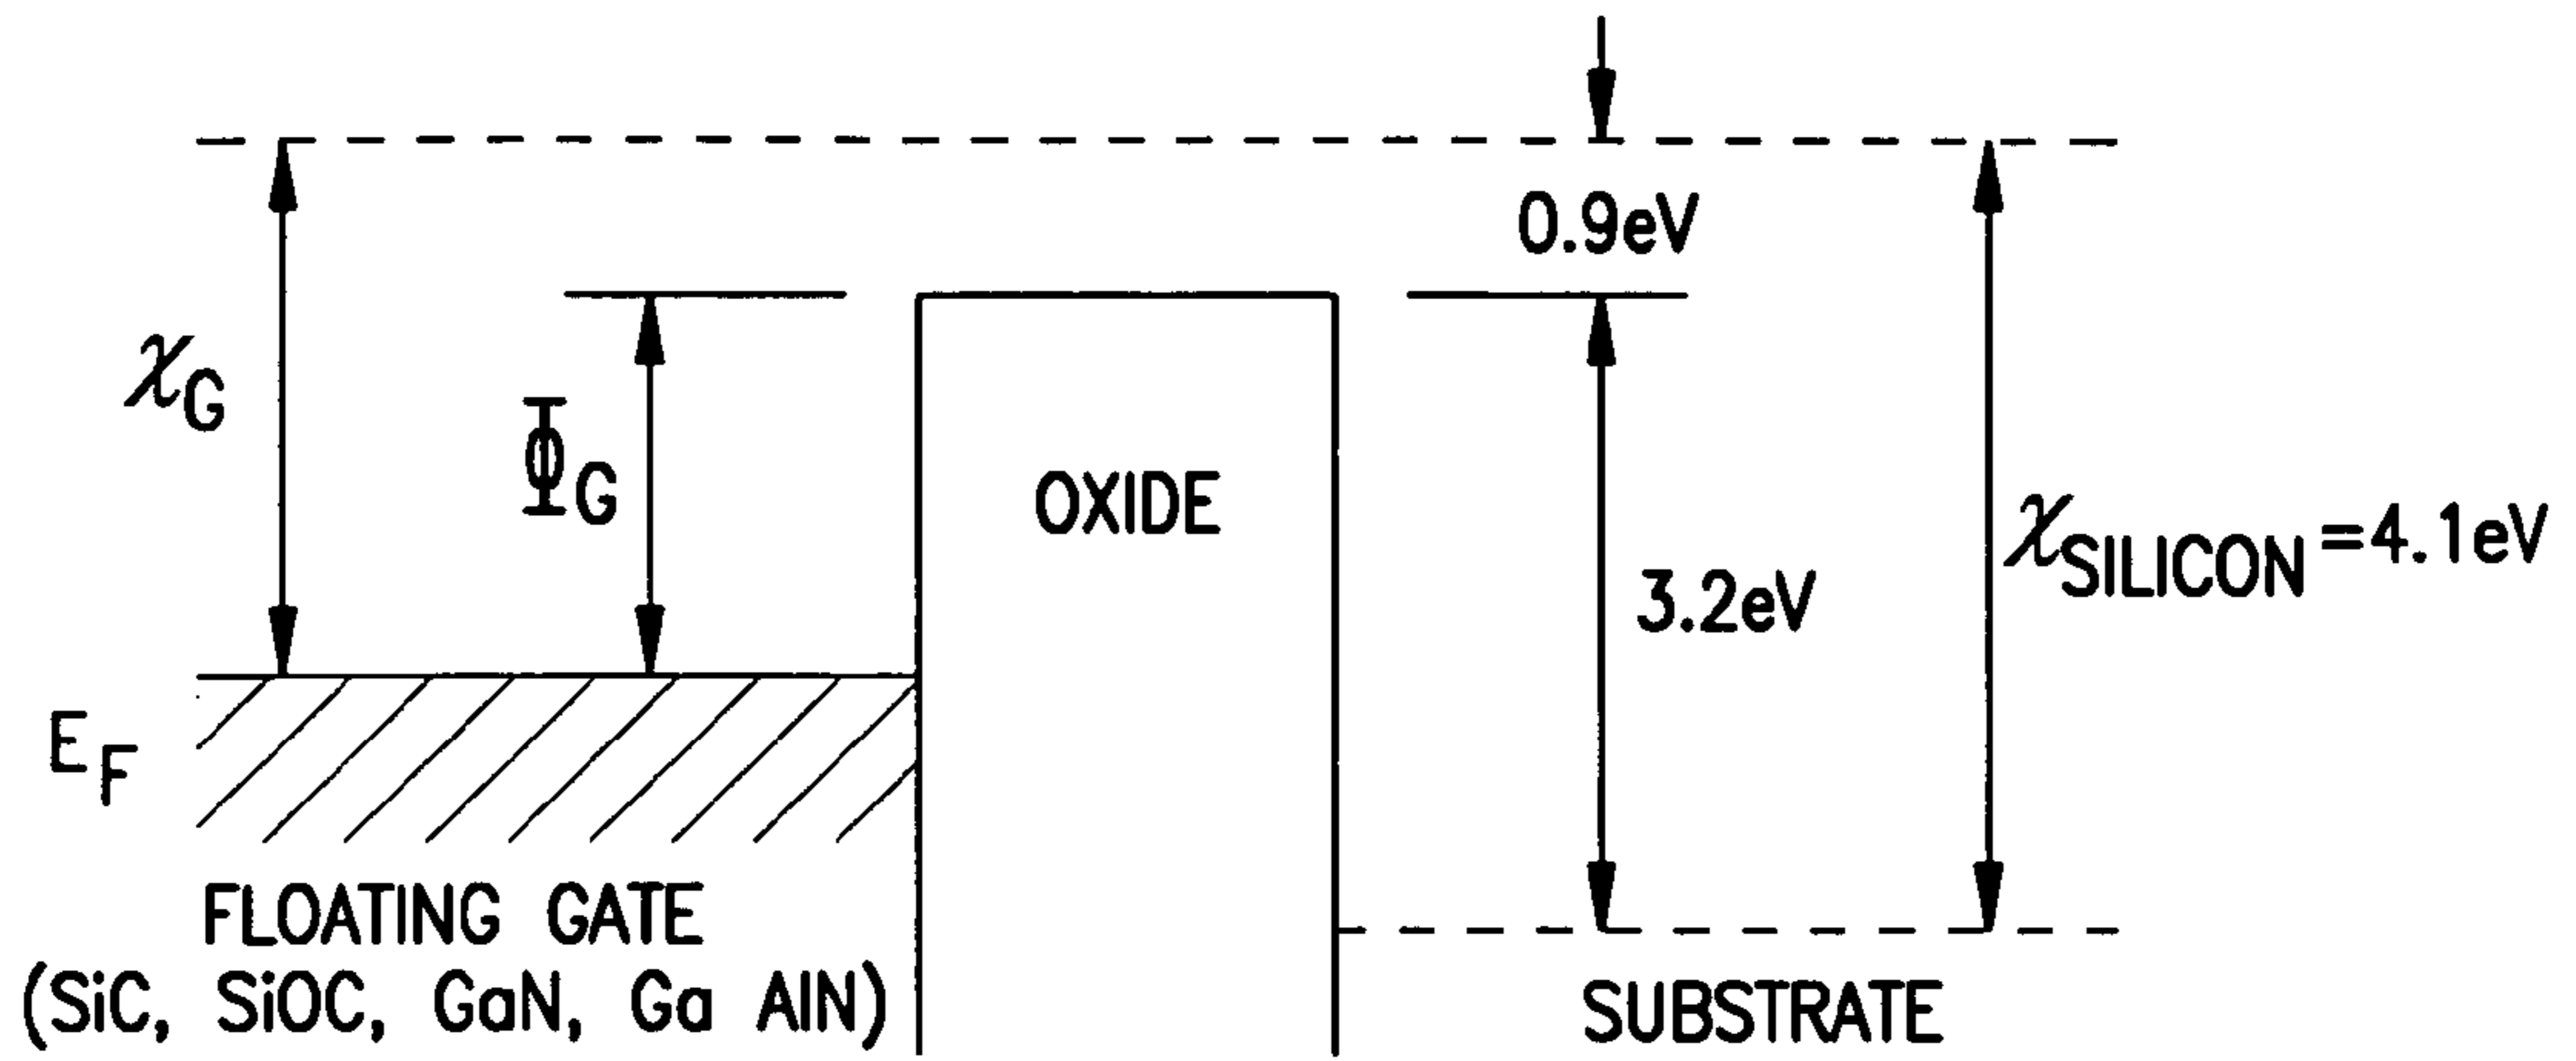 0.9eV
χG
ΦG
OXIDE
χSILICON=4.1eV
3.2eV
EF
FLOATING GATE
(SiC, SiOC, GaN, Ga AlN)
SUBSTRATE